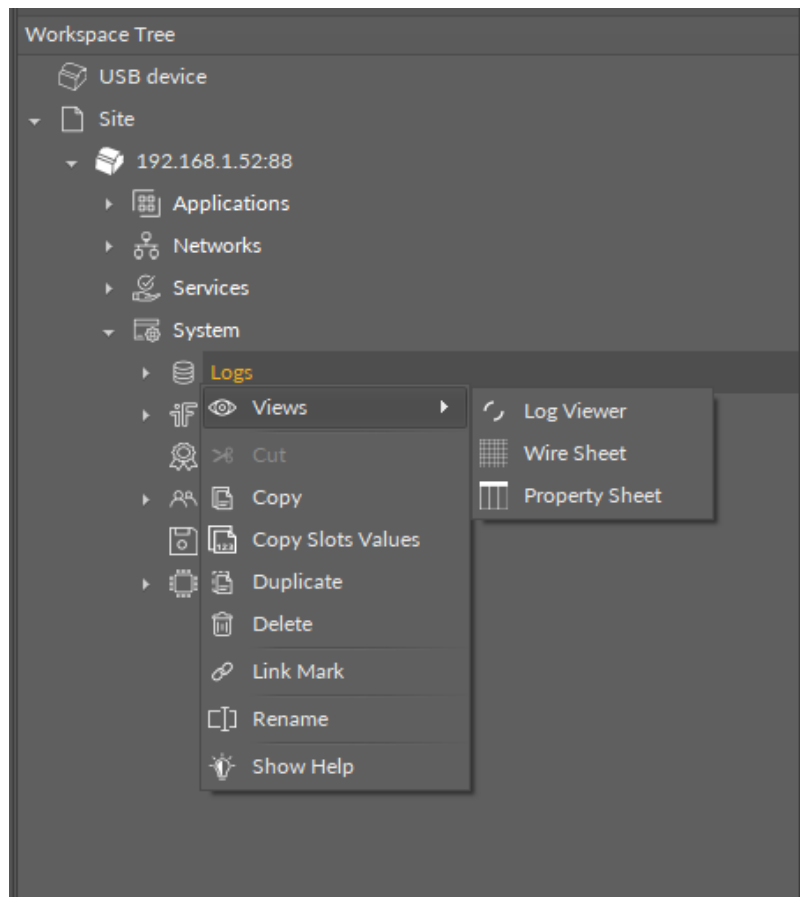 Workspace Tree
USB device
Site
192.168.1.52:88
Applications
Networks
Services
System
Logs
Views
Log Viewer
Wire Sheet
Property Sheet
Cut
Copy
Copy Slots Values
Duplicate
Delete
Link Mark
Rename
Show Help